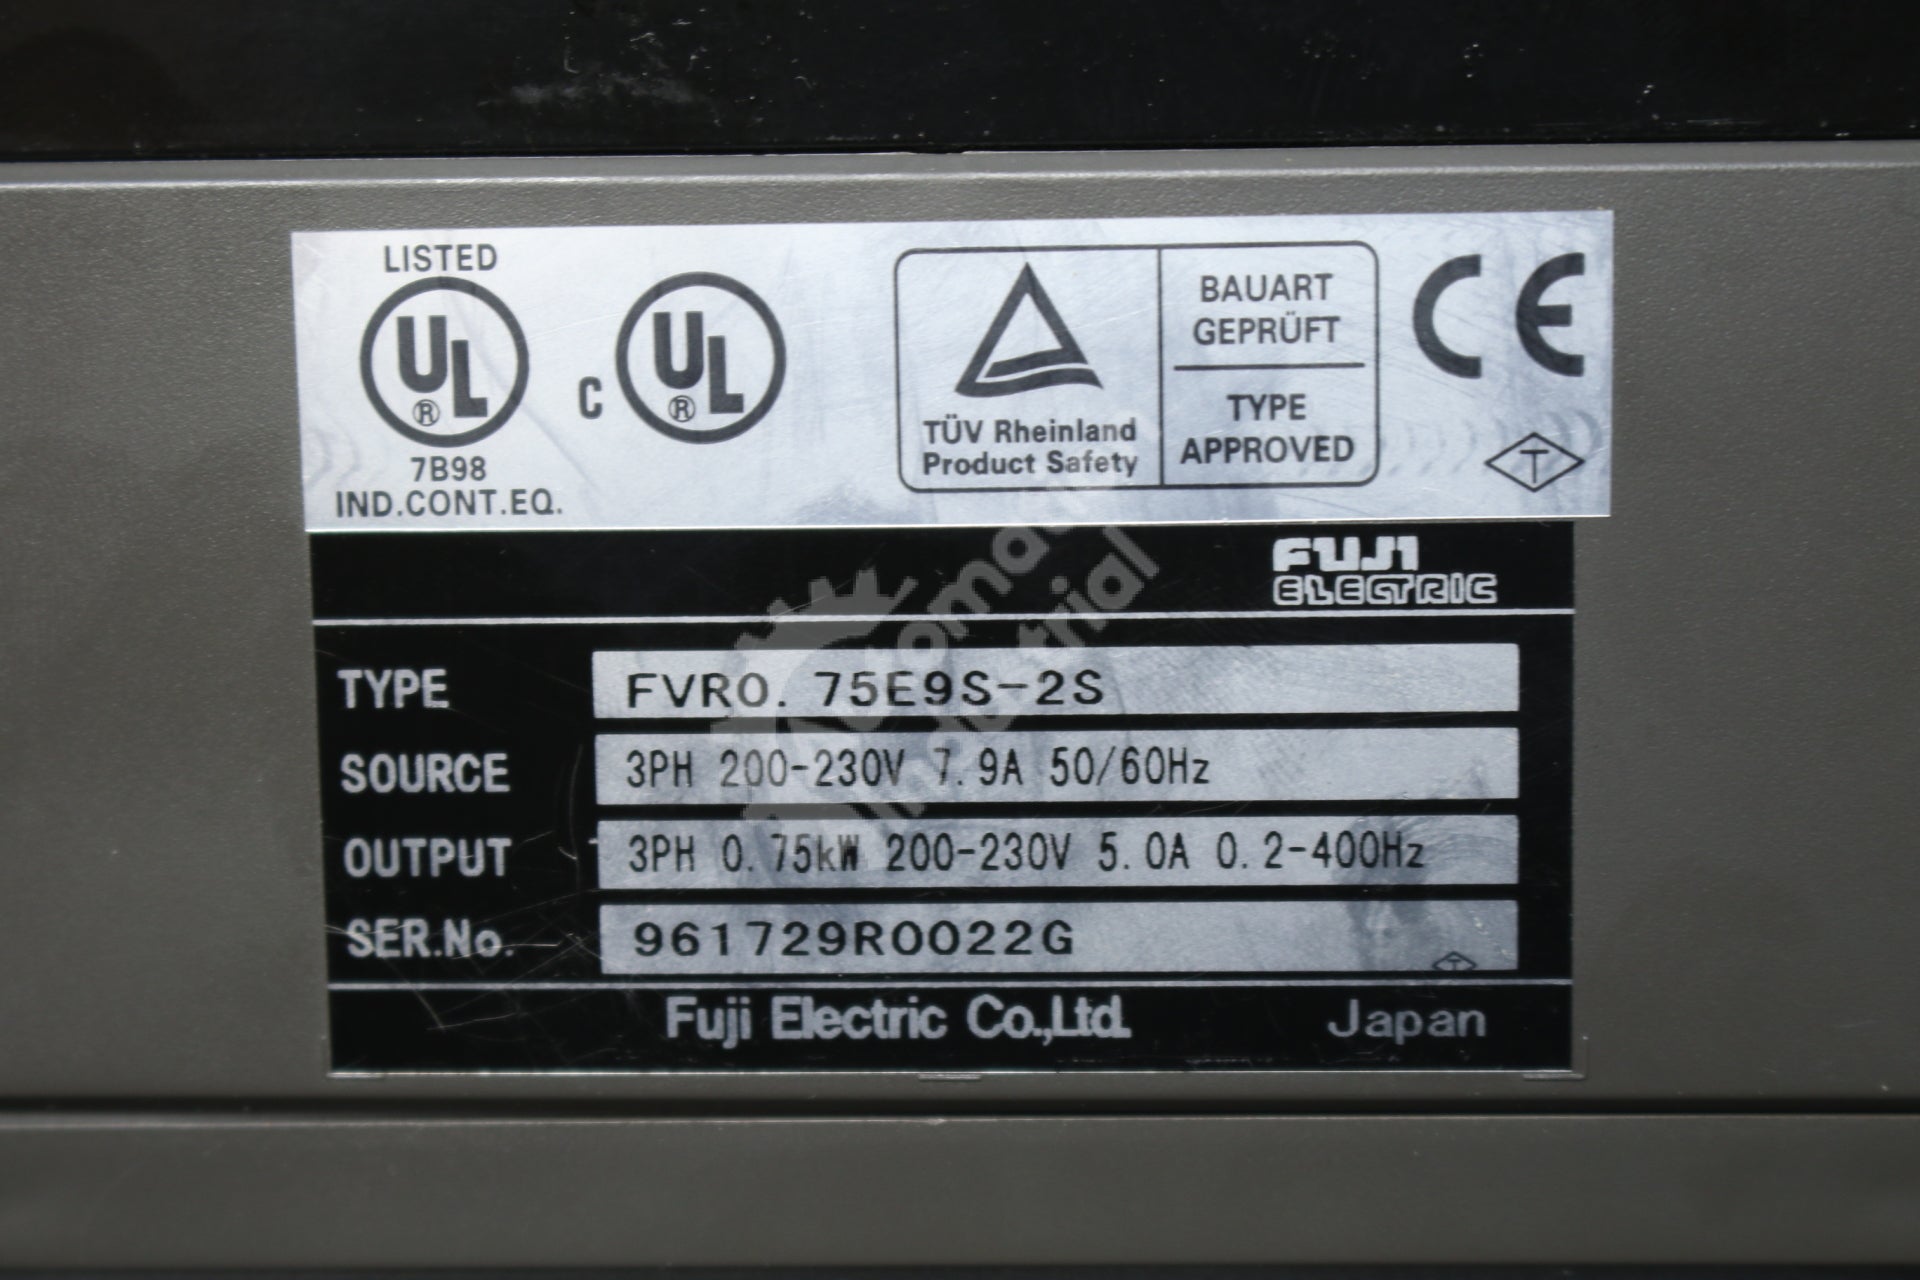 LISTED
UL
®
7B98
IND.CONT.EQ.
C UL
®
TÜV Rheinland
Product Safety
BAUART
GEPRÜFT
TYPE
APPROVED
CE
T
FUJI
ELECTRIC
TYPE FVR0.75E9S-2S
SOURCE 3PH 200-230V 7.9A 50/60Hz
OUTPUT 3PH 0.75kW 200-230V 5.0A 0.2-400Hz
SER.No. 961729R0022G
T
Fuji Electric Co.,Ltd. Japan
Industrial